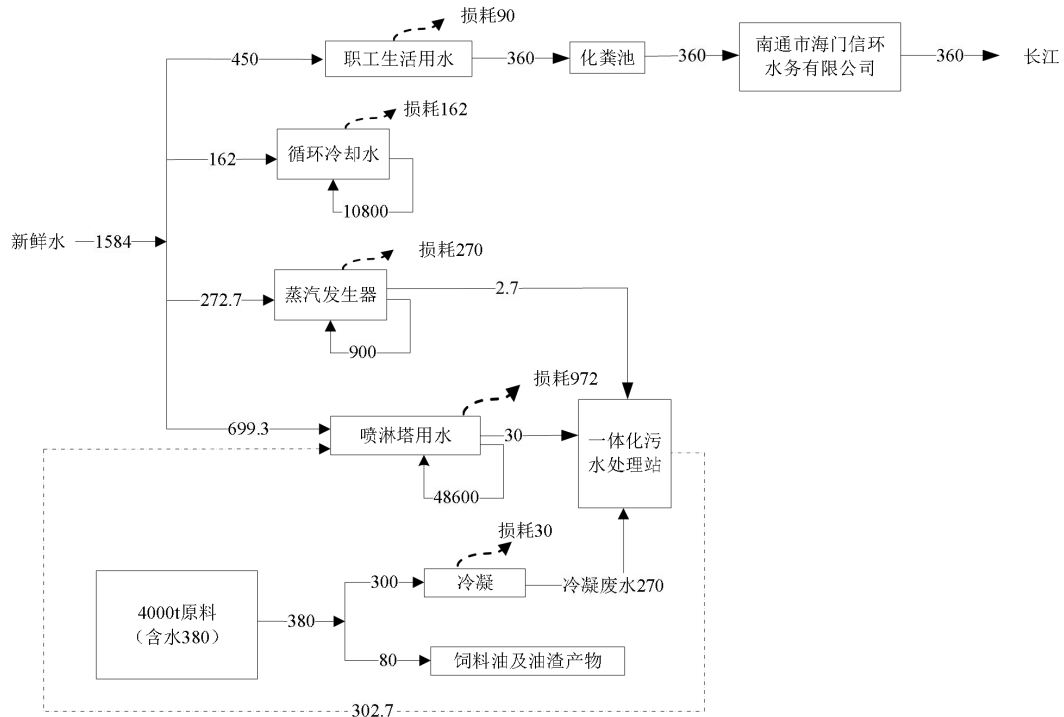 损耗90
450
职工生活用水
360
化粪池
360
南通市海门信环
水务有限公司
360
长江
损耗162
162
循环冷却水
10800
新鲜水
1584
损耗270
272.7
蒸汽发生器
2.7
900
损耗972
699.3
喷淋塔用水
30
一体化污
水处理站
48600
损耗30
4000t原料
（含水380）
380
300
冷凝
冷凝废水270
80
饲料油及油渣产物
302.7